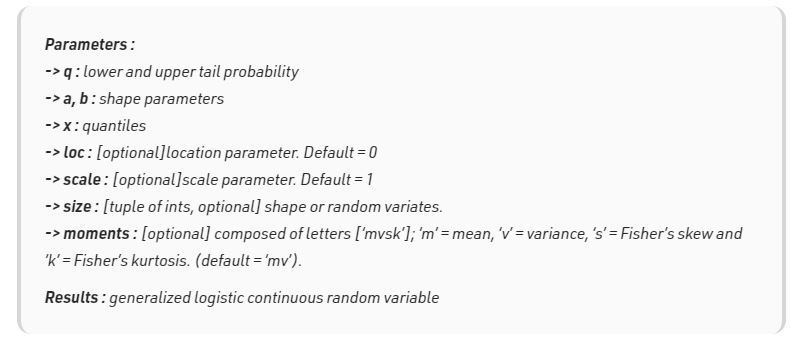 Parameters :
-> q : lower and upper tail probability
-> a, b : shape parameters
-> x : quantiles
-> loc : [optional]location parameter. Default = 0
-> scale : [optional]scale parameter. Default = 1
-> size : [tuple of ints, optional] shape or random variates.
-> moments : [optional] composed of letters [‘mvsk’]; ‘m’ = mean, ‘v’ = variance, ‘s’ = Fisher’s skew and
‘k’ = Fisher’s kurtosis. (default = ‘mv’).
Results : generalized logistic continuous random variable